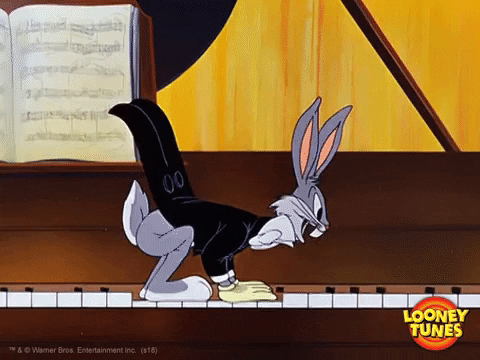 LOONEY
TUNES
™ & © Warner Bros. Entertainment Inc. (s18)